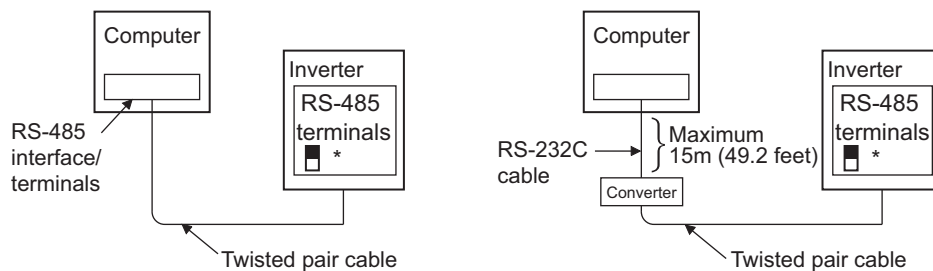 Computer
Inverter
RS-485
terminals
*
RS-485
interface/
terminals
Twisted pair cable
Computer
Inverter
RS-485
terminals
*
RS-232C
cable
Maximum
15m (49.2 feet)
Converter
Twisted pair cable